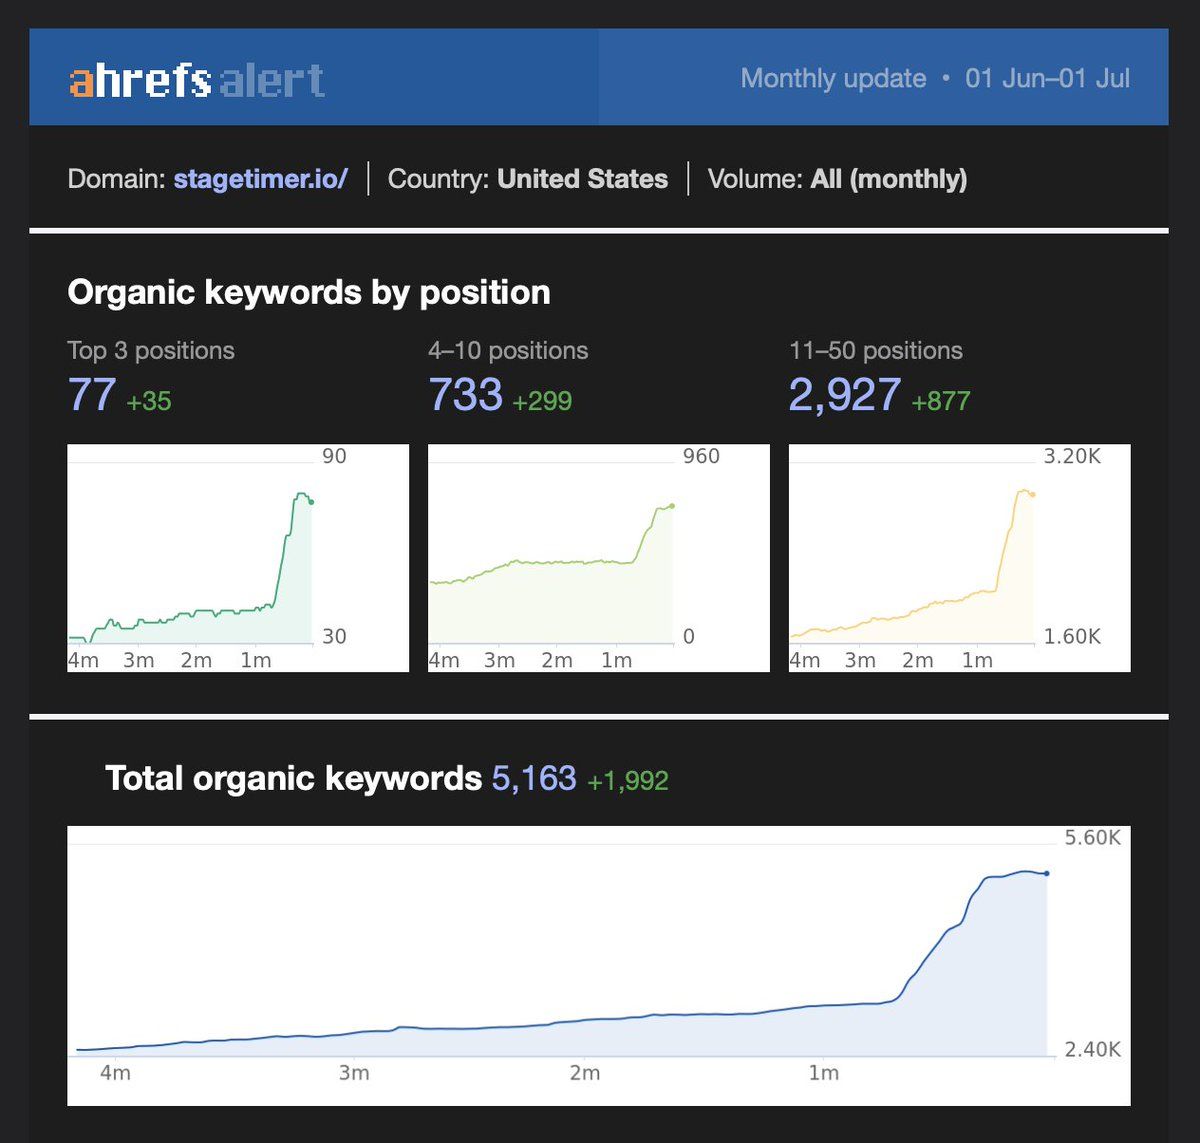 ahrefs alert Monthly update • 01 Jun–01 Jul
Domain: stagetimer.io/ | Country: United States | Volume: All (monthly)
Organic keywords by position
Top 3 positions 4–10 positions 11–50 positions
77 +35 733 +299 2,927 +877
90 960 3.20K
30 0 1.60K
4m 3m 2m 1m 4m 3m 2m 1m 4m 3m 2m 1m
Total organic keywords 5,163 +1,992
5.60K
2.40K
4m 3m 2m 1m